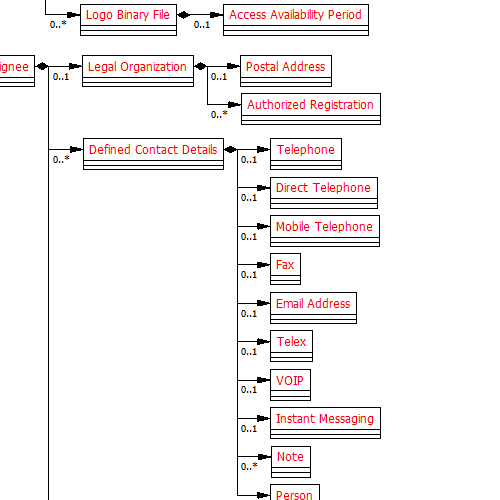 Logo Binary File
Access Availability Period
0..*
0..1
ignee
Legal Organization
Postal Address
0..1
0..1
Authorized Registration
0..*
Defined Contact Details
Telephone
0..*
0..1
Direct Telephone
0..1
Mobile Telephone
0..1
Fax
0..1
Email Address
0..1
Telex
0..1
VOIP
0..1
Instant Messaging
0..1
Note
0..*
Person